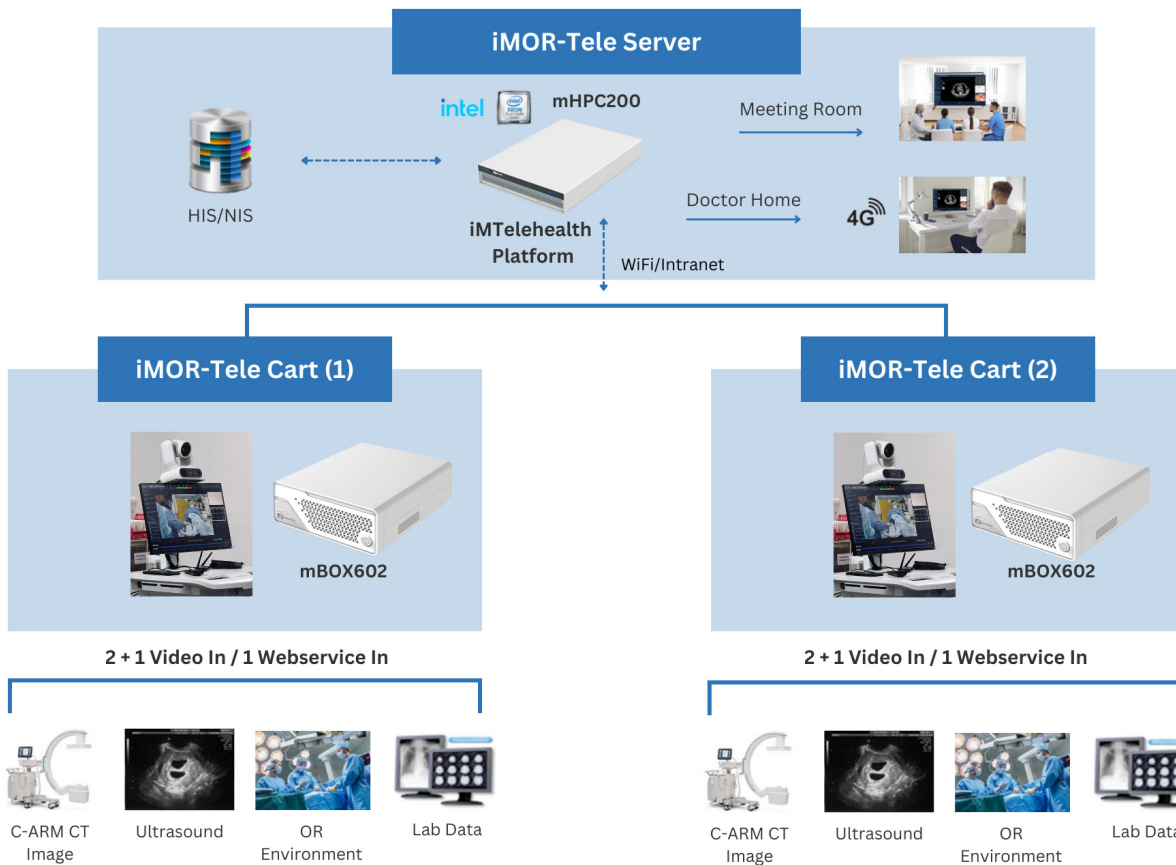 iMOR-Tele Server
intel
mHPC200
intel
XEON
Meeting Room
HIS/NIS
Doctor Home
4G
iMTelehealth
Platform
WiFi/Intranet
iMOR-Tele Cart (1)
iMOR-Tele Cart (2)
mBOX602
mBOX602
2 + 1 Video In / 1 Webservice In
2 + 1 Video In / 1 Webservice In
C-ARM CT
Image
Ultrasound
OR
Environment
Lab Data
C-ARM CT
Image
Ultrasound
OR
Environment
Lab Data